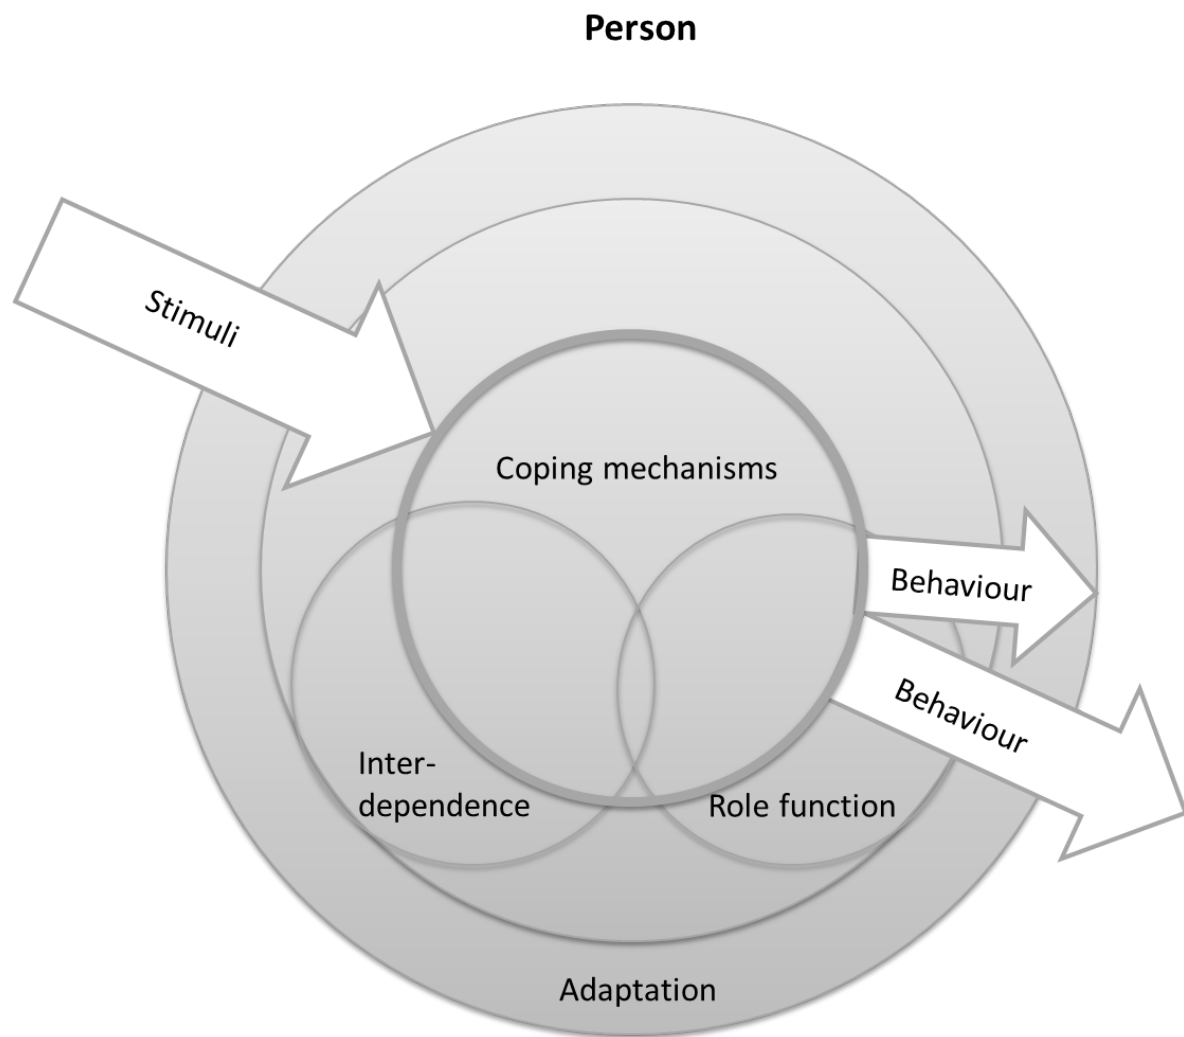 Person
Stimuli
Coping mechanisms
Behaviour
Behaviour
Inter-
dependence
Role function
Adaptation